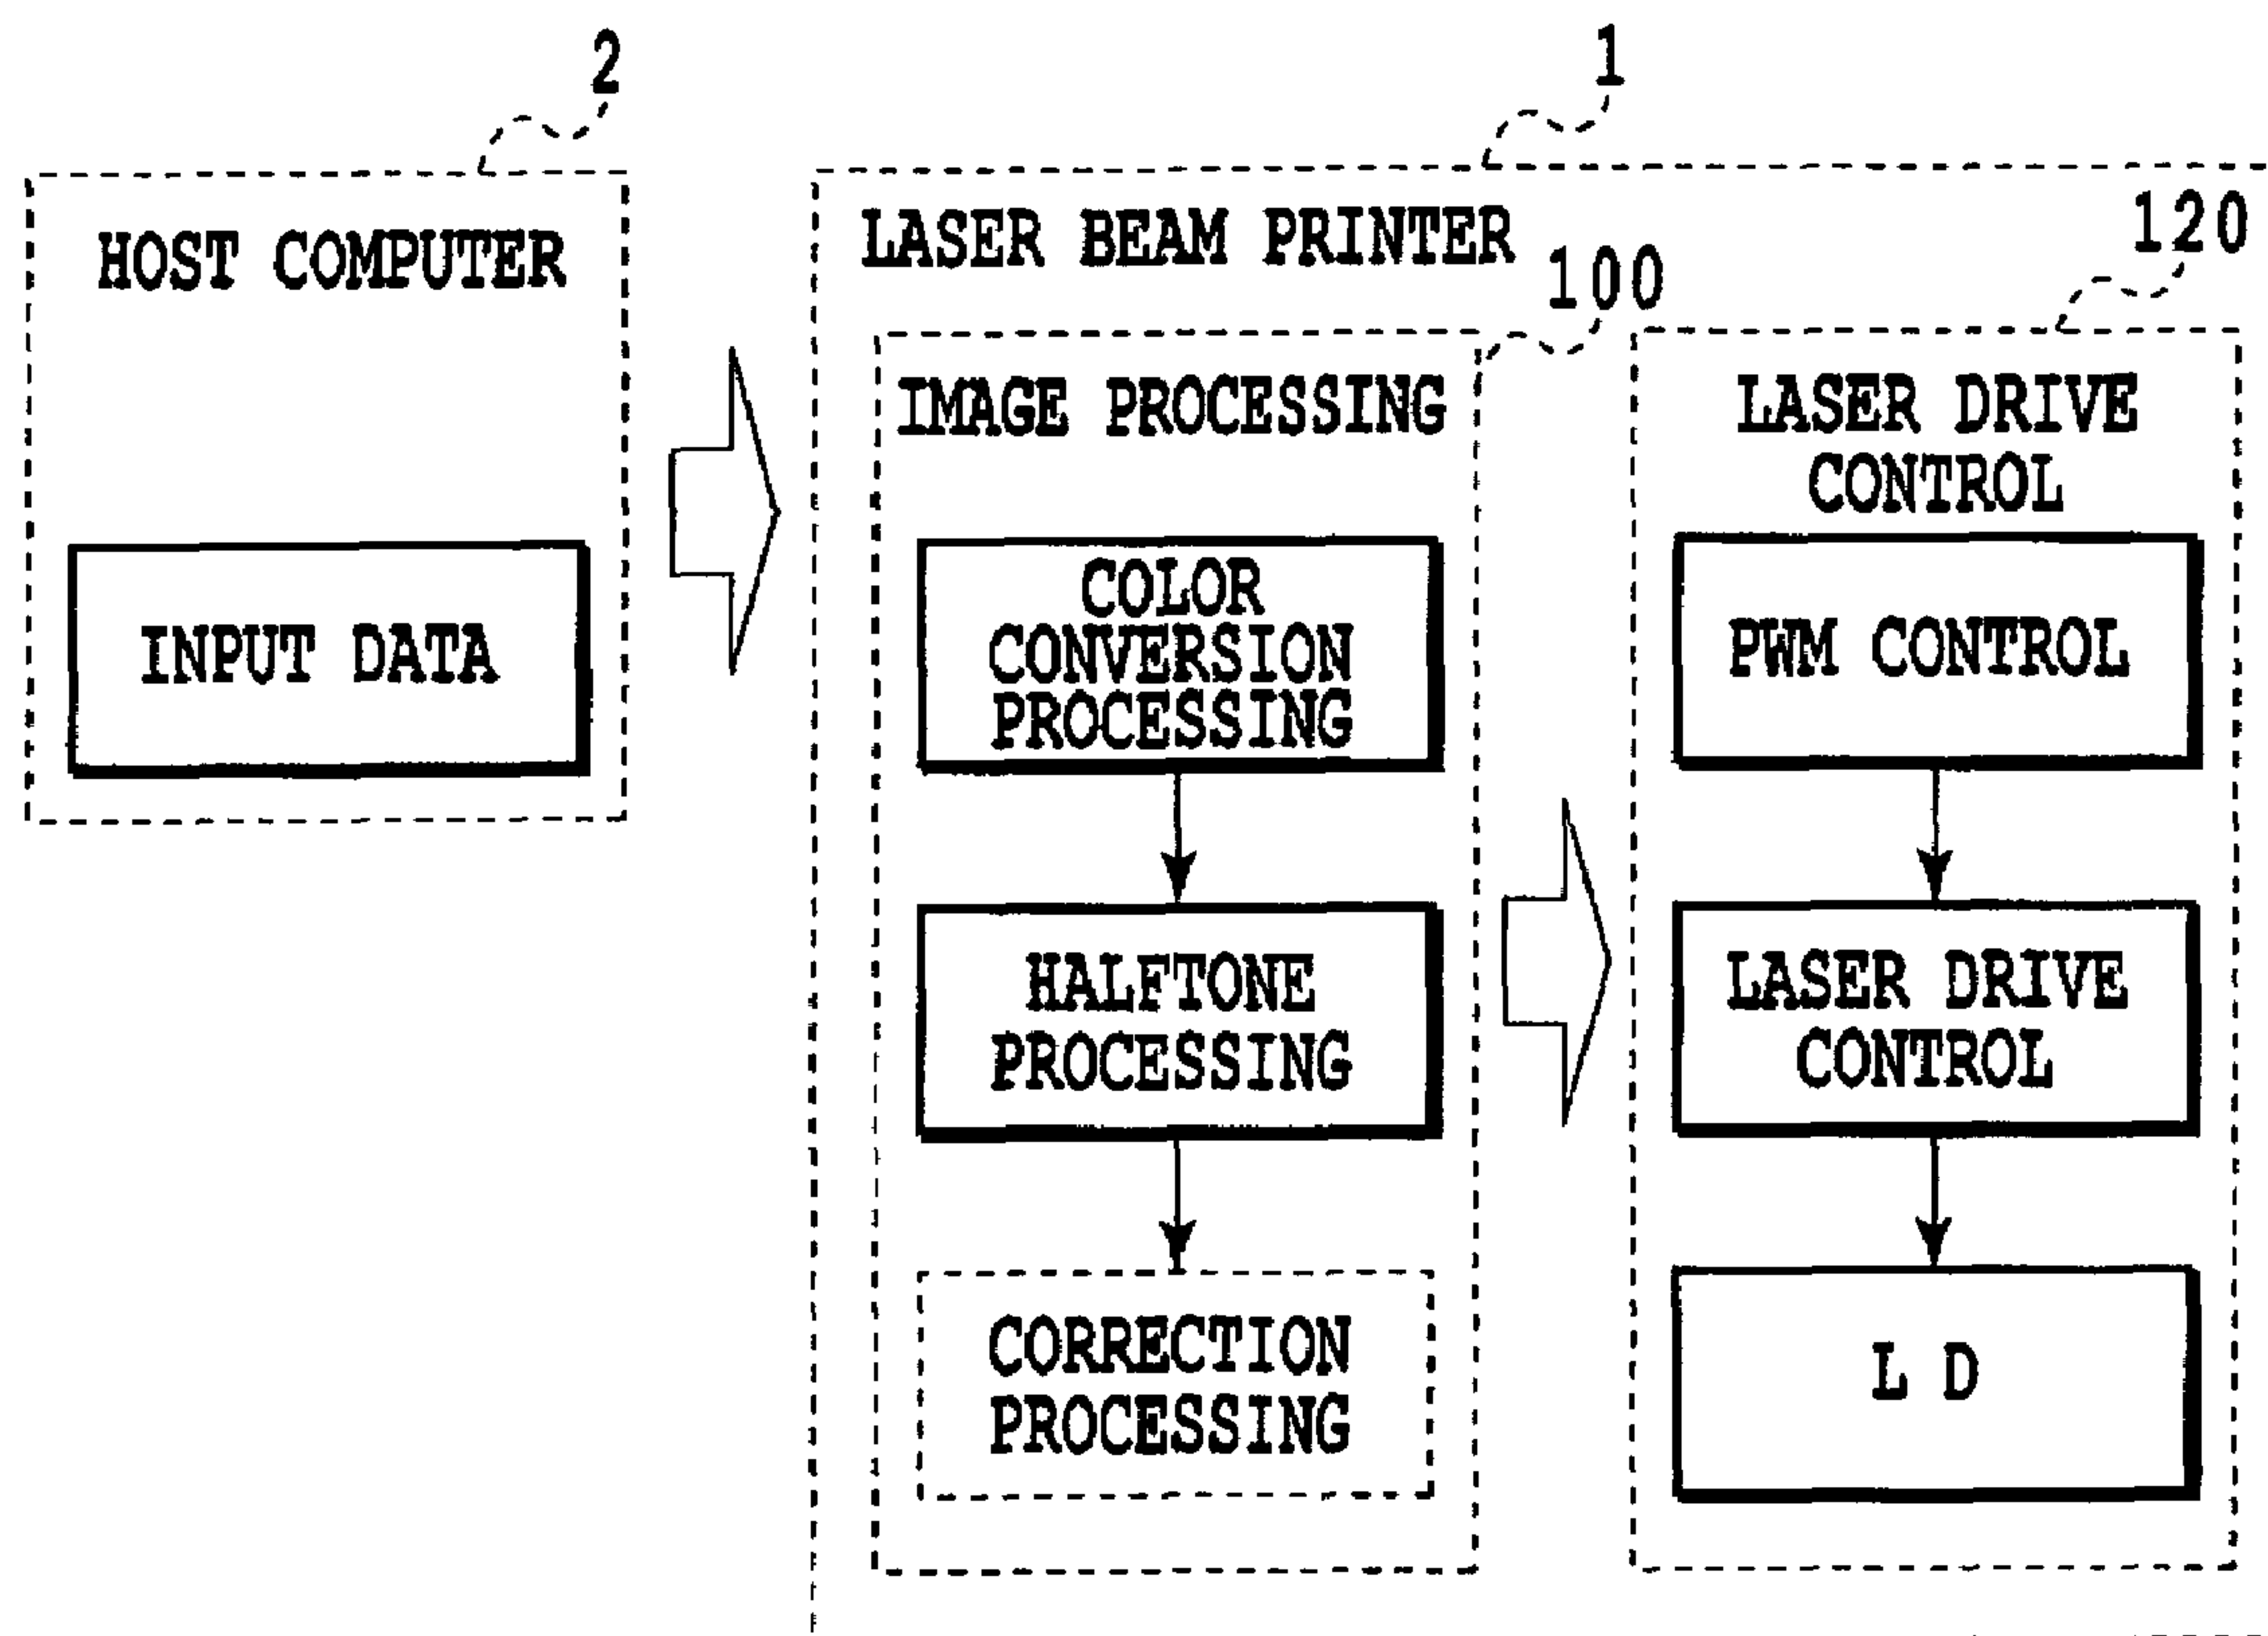 2
1
HOST COMPUTER
INPUT DATA
LASER BEAM PRINTER
100
120
IMAGE PROCESSING
COLOR
CONVERSION
PROCESSING
HALFTONE
PROCESSING
CORRECTION
PROCESSING
LASER DRIVE
CONTROL
PWM CONTROL
LASER DRIVE
CONTROL
L D